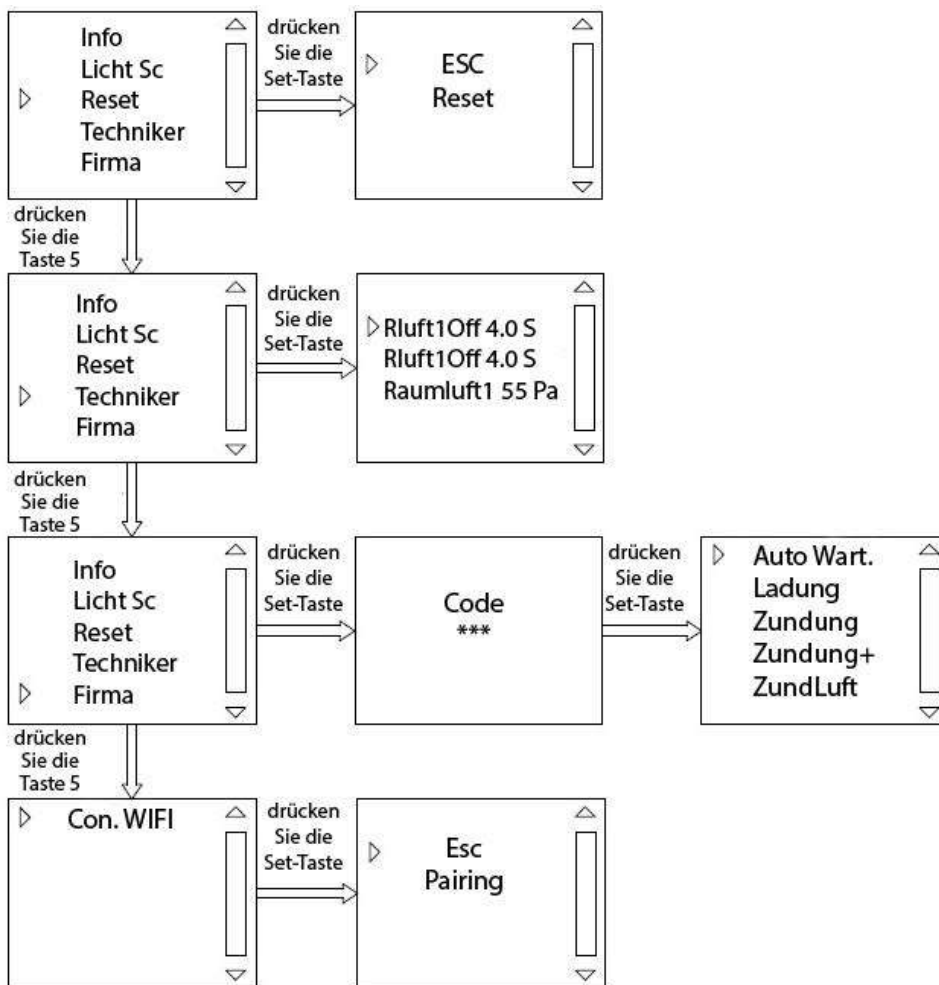 Info
Licht Sc
Reset
Techniker
Firma
drücken
Sie die
Set-Taste
ESC
Reset
drücken
Sie die
Taste 5
Info
Licht Sc
Reset
Techniker
Firma
drücken
Sie die
Set-Taste
Rluft1Off 4.0 S
Rluft1Off 4.0 S
Raumluft1 55 Pa
drücken
Sie die
Taste 5
Info
Licht Sc
Reset
Techniker
Firma
drücken
Sie die
Set-Taste
Code
***
drücken
Sie die
Set-Taste
Auto Wart.
Ladung
Zundung
Zundung+
ZundLuft
drücken
Sie die
Taste 5
Con. WIFI
drücken
Sie die
Set-Taste
Esc
Pairing